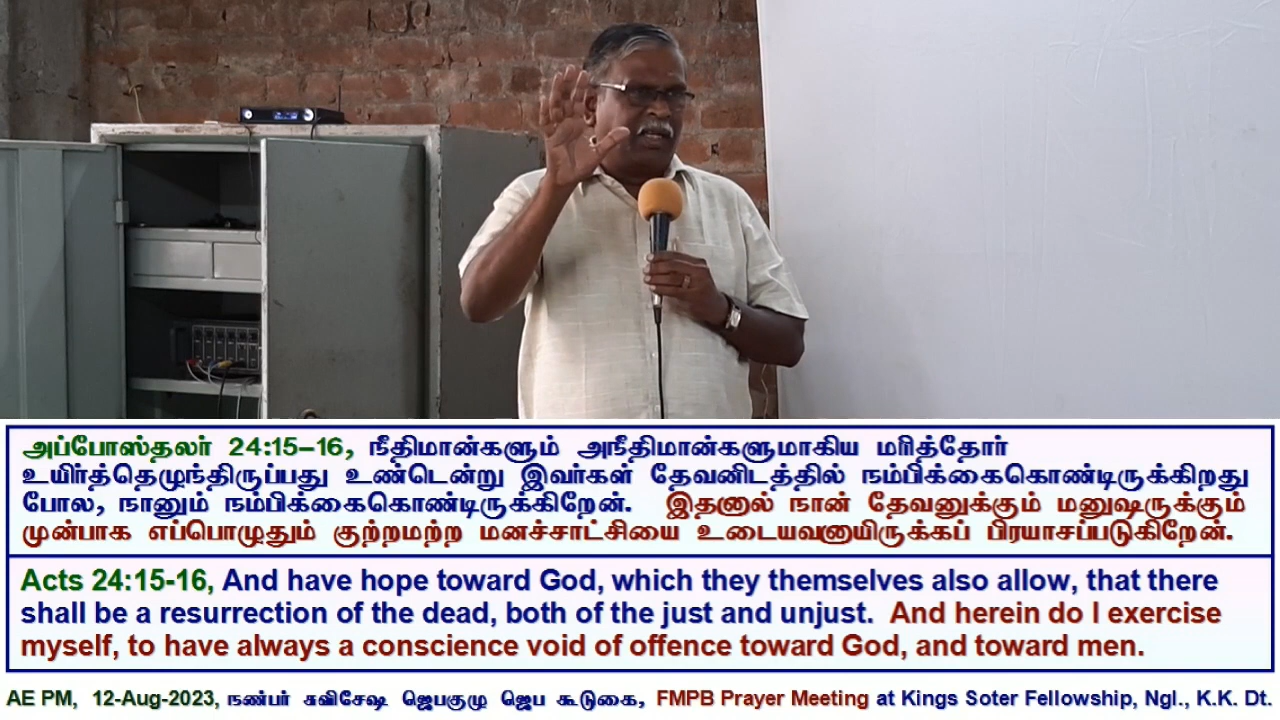 அப்போஸ்தலர் 24:15-16, நீதிமான்களும் அநீதிமான்களுமாகிய மரித்தோர்
உயிர்த்தெழுந்திருப்பது உண்டென்று இவர்கள் தேவனிடத்தில் நம்பிக்கைகொண்டிருக்கிறது
போல, நானும் நம்பிக்கைகொண்டிருக்கிறேன். இதனால் நான் தேவனுக்கும் மனுஷருக்கும்
முன்பாக எப்பொழுதும் குற்றமற்ற மனச்சாட்சியை உடையவனாயிருக்கப் பிரயாசப்படுகிறேன்.
Acts 24:15-16, And have hope toward God, which they themselves also allow, that there
shall be a resurrection of the dead, both of the just and unjust. And herein do I exercise
myself, to have always a conscience void of offence toward God, and toward men.
AE PM, 12-Aug-2023, நண்பர் சுவிசேஷ ஜெபகுழு ஜெப கூடுகை, FMPB Prayer Meeting at Kings Soter Fellowship, Ngl., K.K. Dt.